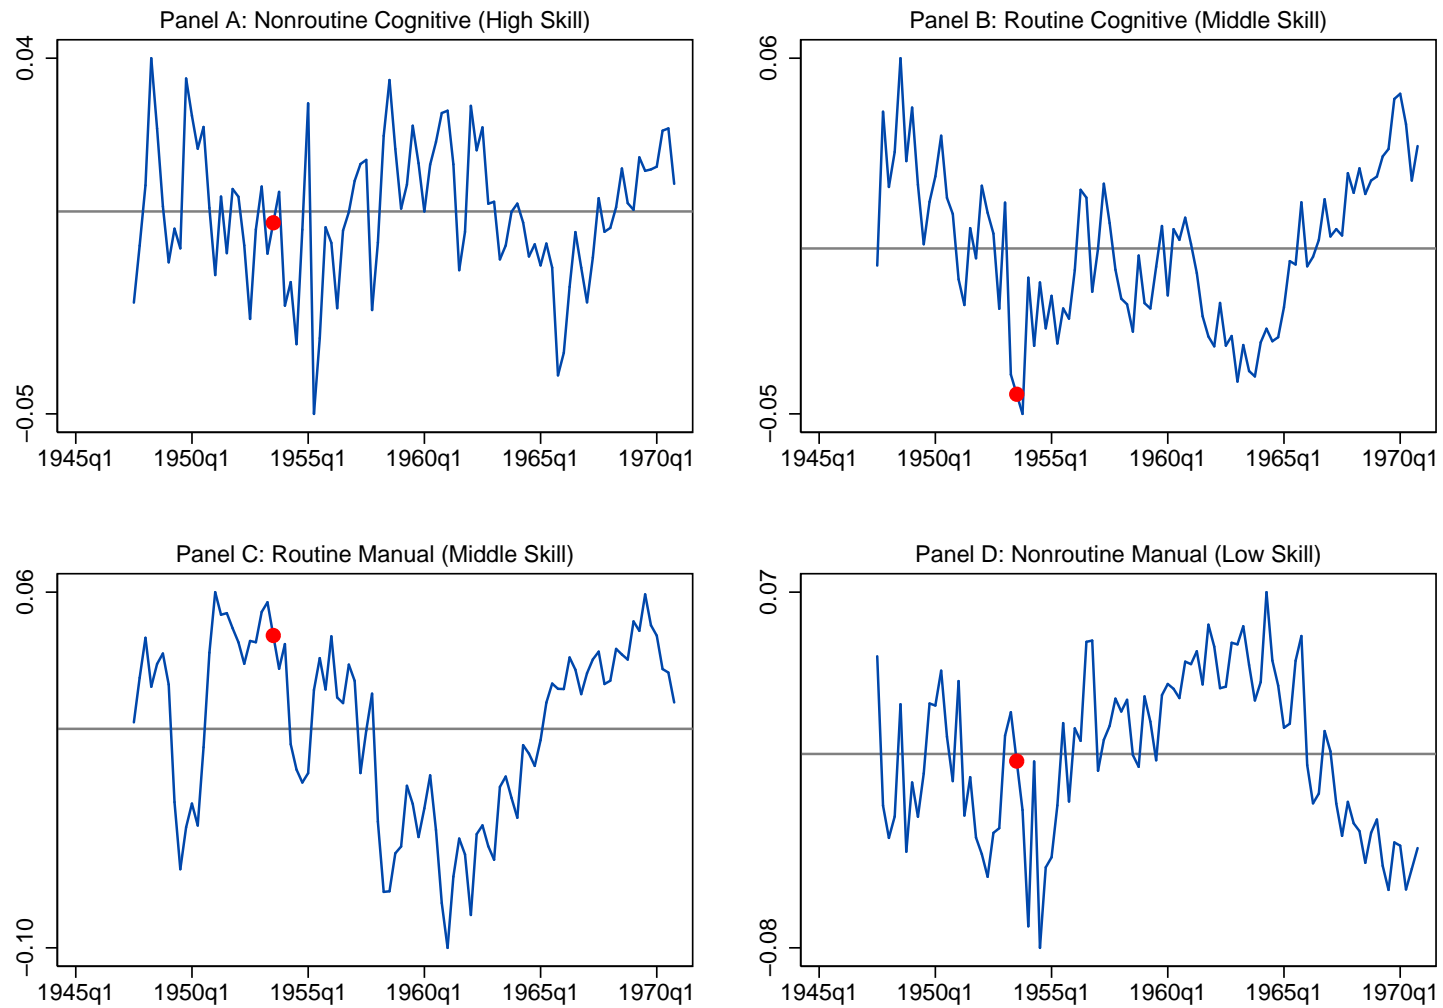 Panel A: Nonroutine Cognitive (High Skill)
0.04
−0.05
1945q1 1950q1 1955q1 1960q1 1965q1 1970q1
Panel B: Routine Cognitive (Middle Skill)
0.06
−0.05
1945q1 1950q1 1955q1 1960q1 1965q1 1970q1
Panel C: Routine Manual (Middle Skill)
0.06
−0.10
1945q1 1950q1 1955q1 1960q1 1965q1 1970q1
Panel D: Nonroutine Manual (Low Skill)
0.07
−0.08
1945q1 1950q1 1955q1 1960q1 1965q1 1970q1